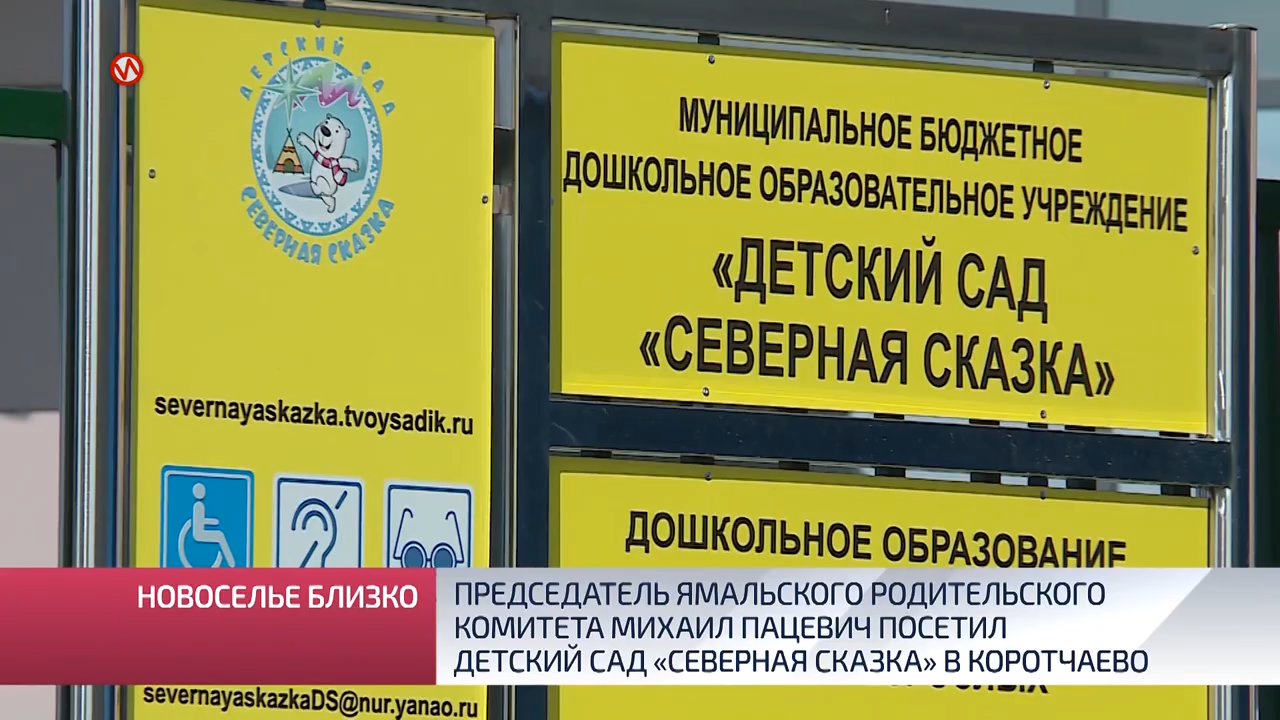 ДЕТСКИЙ САД
СЕВЕРНАЯ СКАЗКА
severnayaskazka.tvoysadik.ru
МУНИЦИПАЛЬНОЕ БЮДЖЕТНОЕ
ДОШКОЛЬНОЕ ОБРАЗОВАТЕЛЬНОЕ УЧРЕЖДЕНИЕ
«ДЕТСКИЙ САД
«СЕВЕРНАЯ СКАЗКА»
ДОШКОЛЬНОЕ ОБРАЗОВАНИЕ
НОВОСЕЛЬЕ БЛИЗКО
ПРЕДСЕДАТЕЛЬ ЯМАЛЬСКОГО РОДИТЕЛЬСКОГО
КОМИТЕТА МИХАИЛ ПАЦЕВИЧ ПОСЕТИЛ
ДЕТСКИЙ САД «СЕВЕРНАЯ СКАЗКА» В КОРОТЧАЕВО
severnayaskazkaDS@nur.yanao.ru